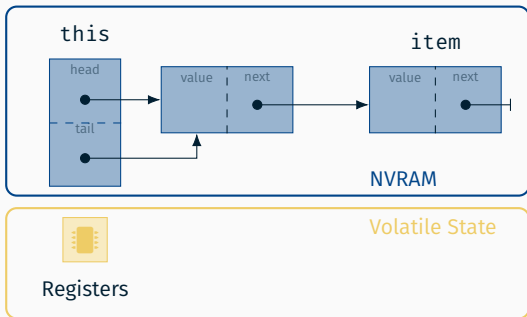 this
item
head
value next
value next
tail
NVRAM
Volatile State
Registers